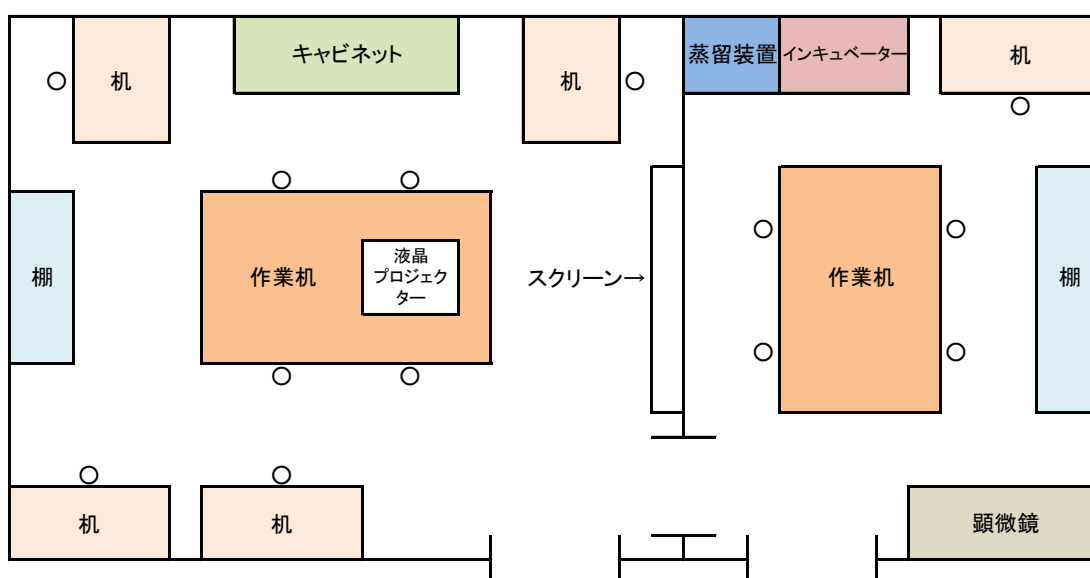 机
キャビネット
机
蒸留装置
インキュベーター
机
棚
作業机
液晶
プロジェク
ター
スクリーン→
作業机
棚
机
机
顕微鏡